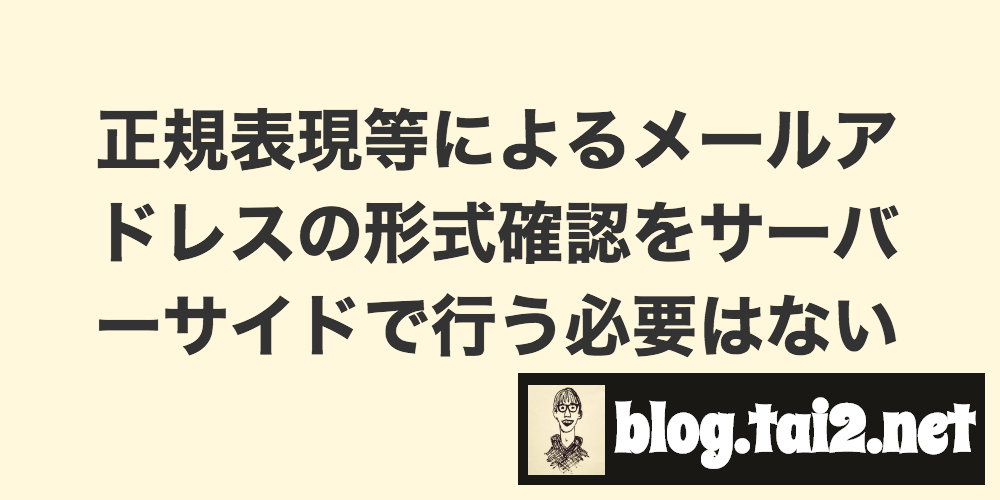 正規表現等によるメールア
ドレスの形式確認をサーバ
ーサイドで行う必要はない
blog.tai2.net